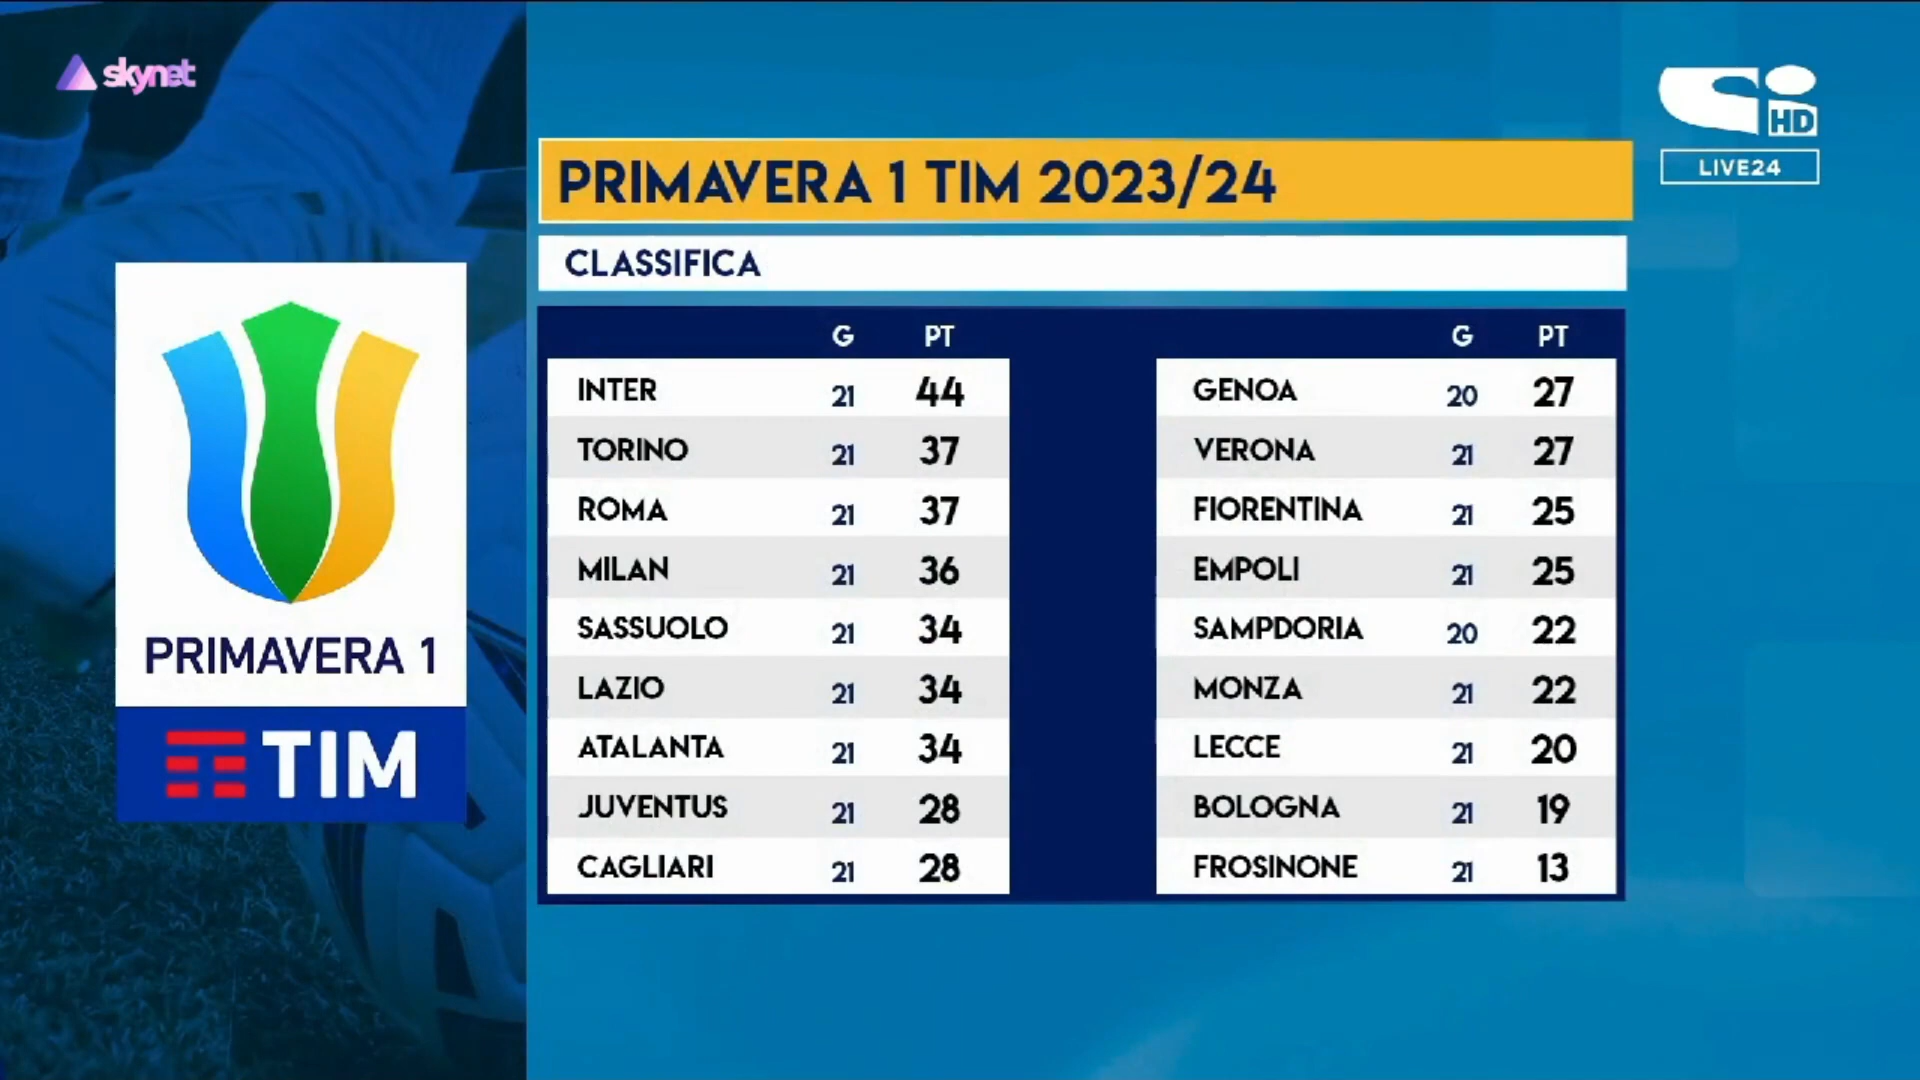 skynet
HD
LIVE24
PRIMAVERA 1 TIM 2023/24
CLASSIFICA
G PT
INTER 21 44
TORINO 21 37
ROMA 21 37
MILAN 21 36
SASSUOLO 21 34
LAZIO 21 34
ATALANTA 21 34
JUVENTUS 21 28
CAGLIARI 21 28
G PT
GENOA 20 27
VERONA 21 27
FIORENTINA 21 25
EMPOLI 21 25
SAMPDORIA 20 22
MONZA 21 22
LECCE 21 20
BOLOGNA 21 19
FROSINONE 21 13
PRIMAVERA 1
TIM